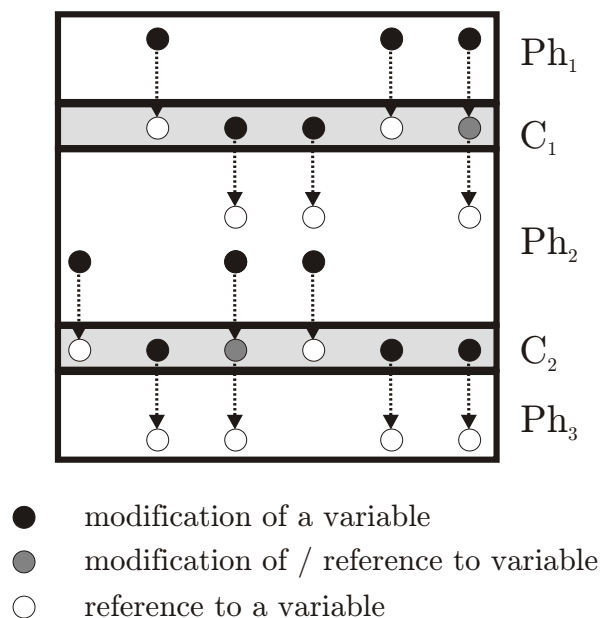 Ph₁
C₁
Ph₂
C₂
Ph₃
modification of a variable
modification of / reference to variable
reference to a variable